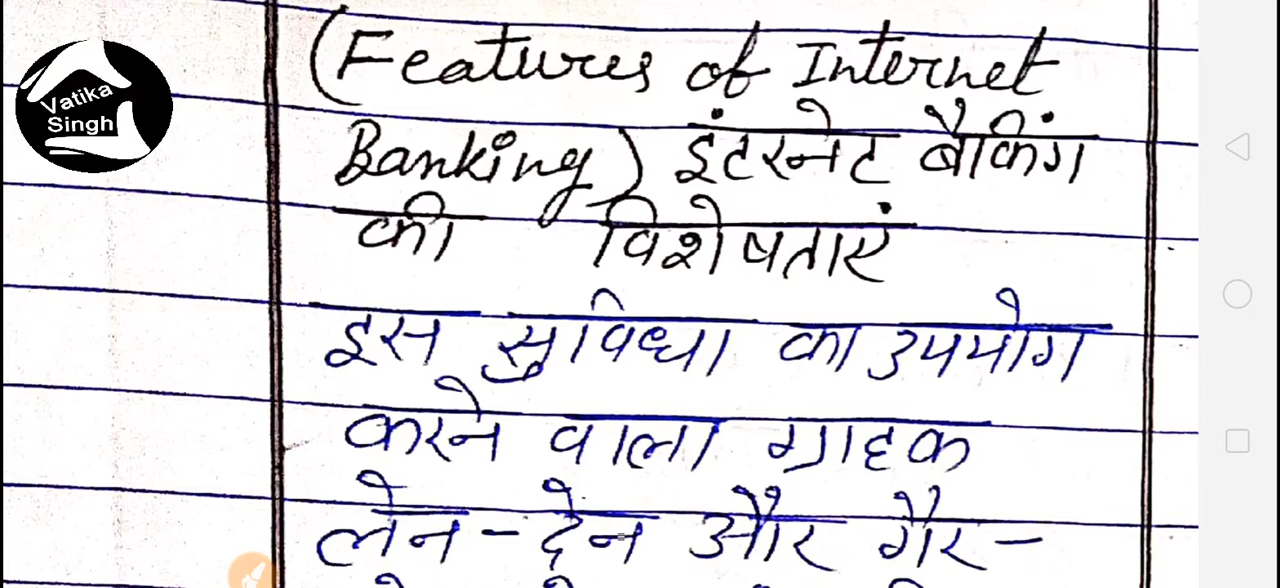 Vatika
Singh
(Features of Internet
Banking) इंटरनेट बैकिंग
की विशेषताएं
इस सुविधा का उपयोग
करने वाला ग्राहक
लेन-देन और गैर-